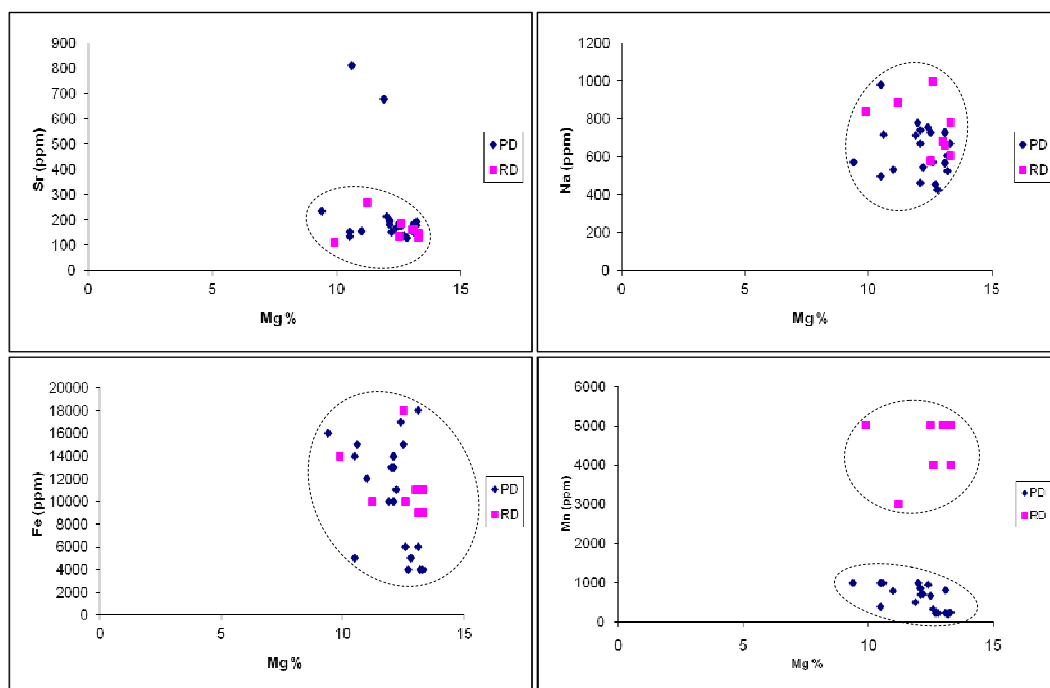 900
800
700
600
500
400
300
200
100
0
Sr (ppm)
0 5 10 15
Mg %
PD
RD
1200
1000
800
600
400
200
0
Na (ppm)
0 5 10 15
Mg %
PD
RD
20000
18000
16000
14000
12000
10000
8000
6000
4000
2000
0
Fe (ppm)
0 5 10 15
Mg %
PD
RD
6000
5000
4000
3000
2000
1000
0
Mn (ppm)
0 5 10 15
Mg %
PD
RD